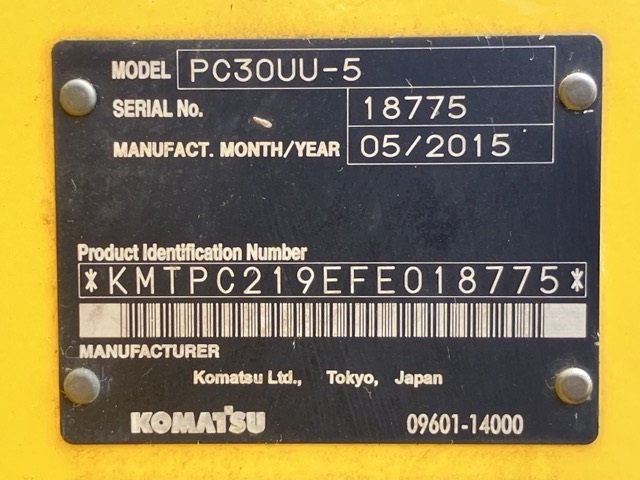 MODEL PC30UU-5
SERIAL No. 18775
MANUFACT. MONTH/YEAR 05/2015
Product Identification Number
*KMTPC219EFE018775*
MANUFACTURER
Komatsu Ltd., Tokyo, Japan
KOMATSU 09601-14000